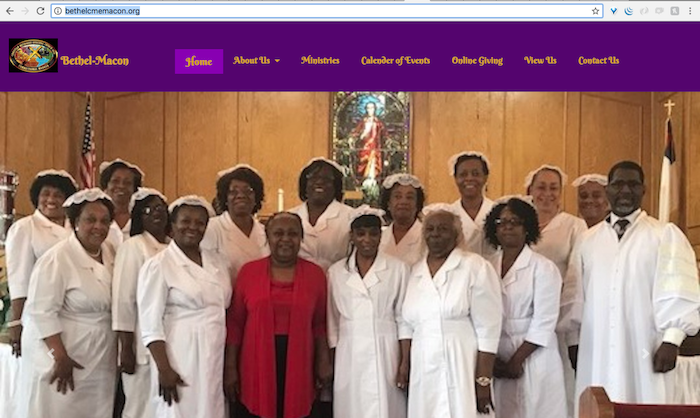 bethelcmemacon.org
Bethel-Macon
Home
About Us
Ministries
Calender of Events
Online Giving
View Us
Contact Us